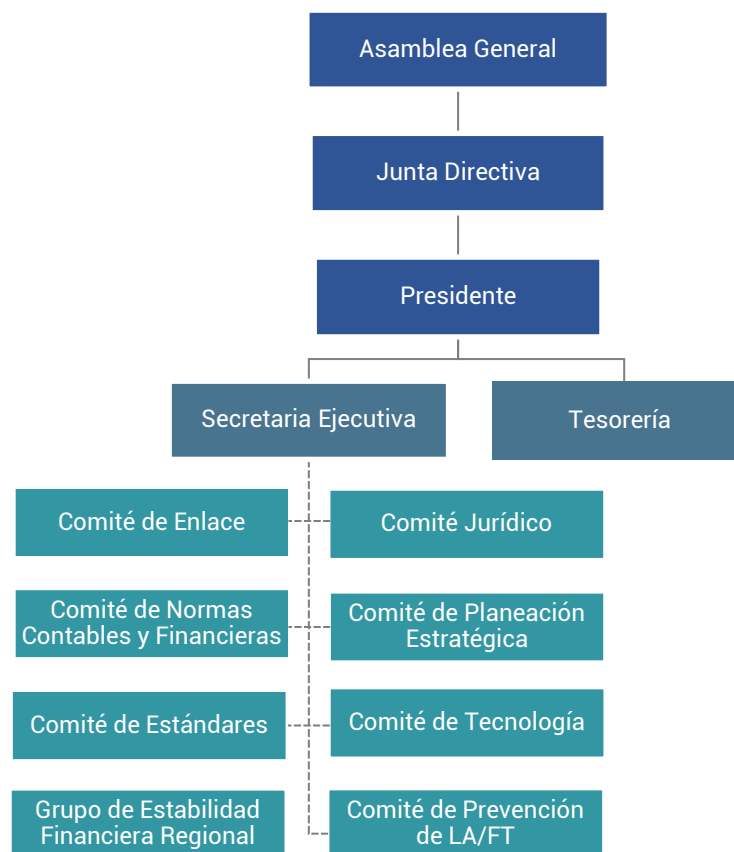 Asamblea General
Junta Directiva
Presidente
Secretaria Ejecutiva
Tesorería
Comité de Enlace
Comité Jurídico
Comité de Normas
Contables y Financieras
Comité de Planeación
Estratégica
Comité de Estándares
Comité de Tecnología
Grupo de Estabilidad
Financiera Regional
Comité de Prevención
de LA/FT